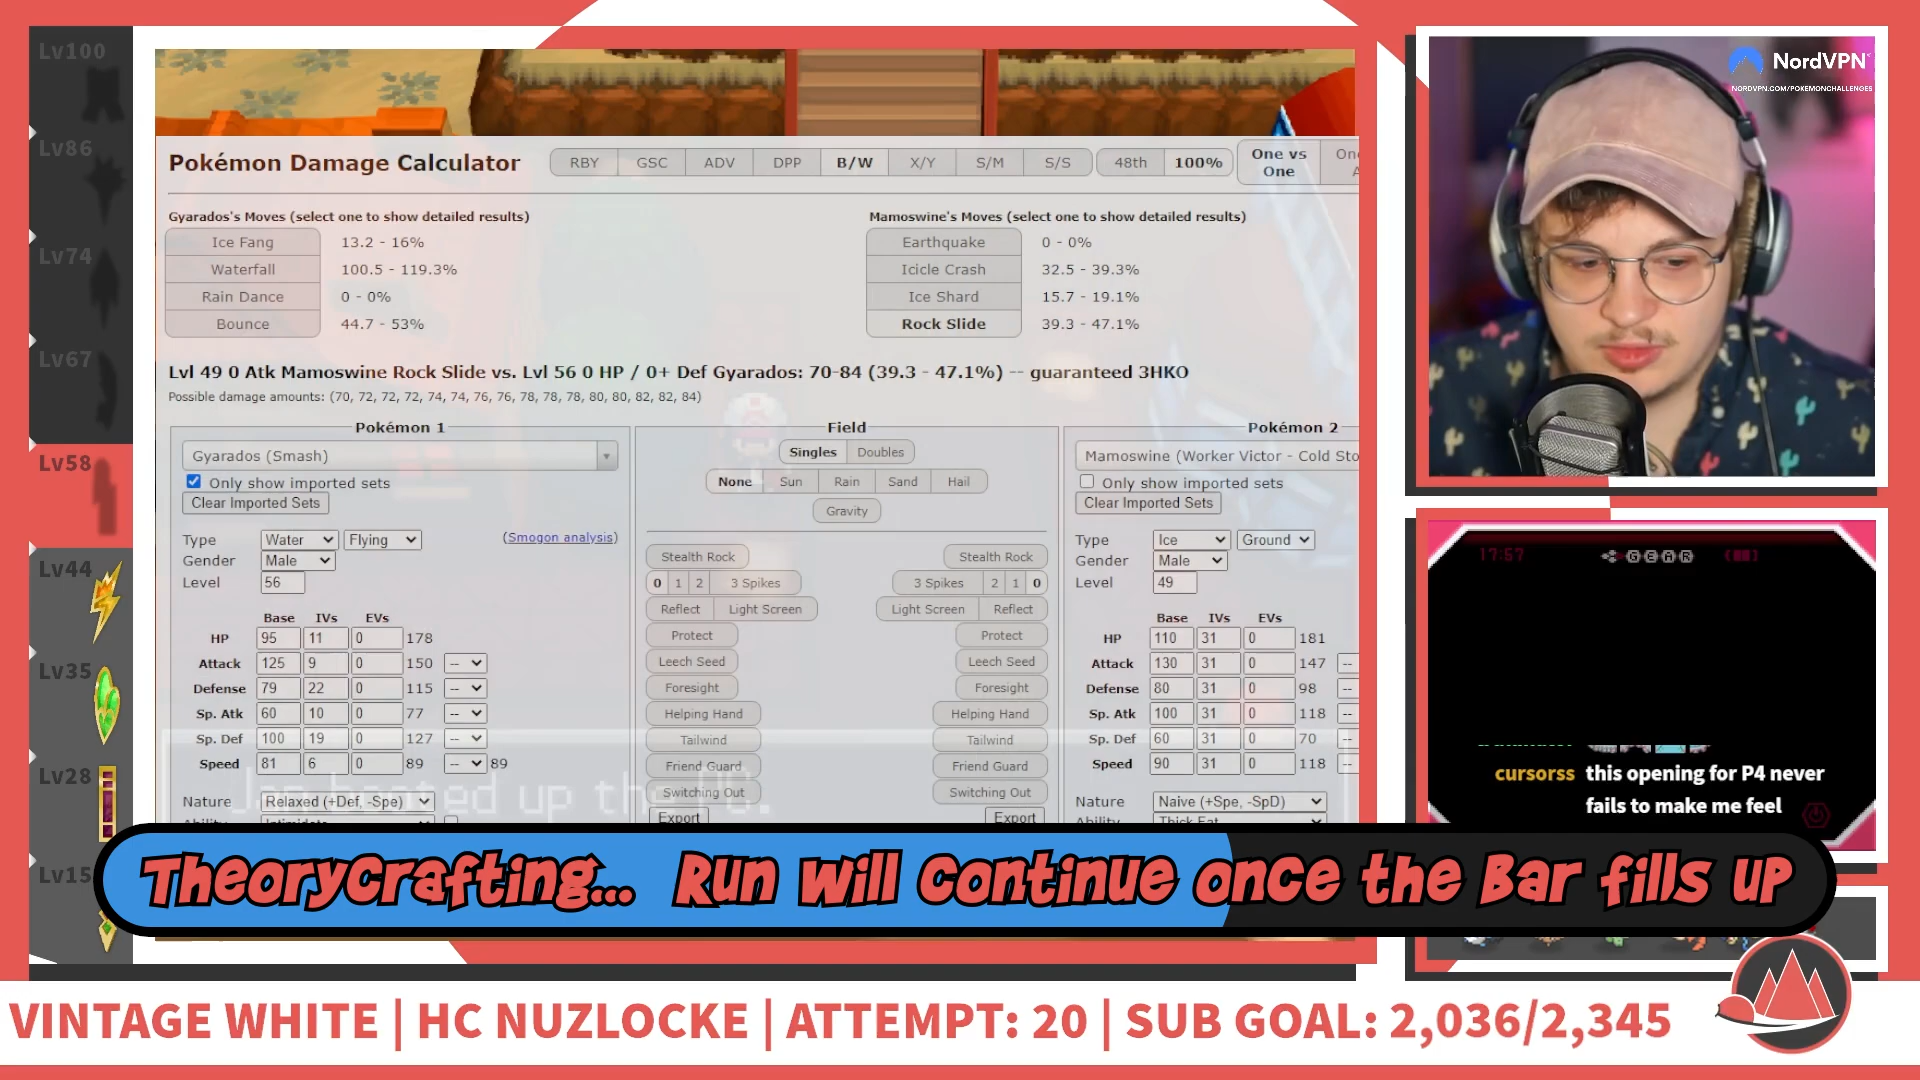 Lv100
Lv86
Lv74
Lv67
Lv58
Lv44
Lv35
Lv28
Lv15
Pokémon Damage Calculator
RBY GSC ADV DPP B/W X/Y S/M S/S 48th 100% One vs One
Gyarados's Moves (select one to show detailed results)
Ice Fang 13.2 - 16%
Waterfall 100.5 - 119.3%
Rain Dance 0 - 0%
Bounce 44.7 - 53%
Mamoswine's Moves (select one to show detailed results)
Earthquake 0 - 0%
Icicle Crash 32.5 - 39.3%
Ice Shard 15.7 - 19.1%
Rock Slide 39.3 - 47.1%
Lvl 49 0 Atk Mamoswine Rock Slide vs. Lvl 56 0 HP / 0+ Def Gyarados: 70-84 (39.3 - 47.1%) -- guaranteed 3HKO
Possible damage amounts: (70, 72, 72, 72, 74, 74, 76, 76, 78, 78, 78, 80, 80, 82, 82, 84)
Pokémon 1
Gyarados (Smash)
Only show imported sets
Clear Imported Sets
Type Water Flying (Smogon analysis)
Gender Male
Level 56
Base IVs EVs
HP 95 11 0 178
Attack 125 9 0 150 --
Defense 79 22 0 115 --
Sp. Atk 60 10 0 77 --
Sp. Def 100 19 0 127 --
Speed 81 6 0 89 -- 89
Nature Relaxed (+Def, -Spe)
Field
Singles Doubles
None Sun Rain Sand Hail
Gravity
Stealth Rock Stealth Rock
0 1 2 3 Spikes 3 Spikes 2 1 0
Reflect Light Screen Light Screen Reflect
Protect Protect
Leech Seed Leech Seed
Foresight Foresight
Helping Hand Helping Hand
Tailwind Tailwind
Friend Guard Friend Guard
Switching Out Switching Out
Export Export
Pokémon 2
Mamoswine (Worker Victor - Cold Sto
Only show imported sets
Clear Imported Sets
Type Ice Ground
Gender Male
Level 49
Base IVs EVs
HP 110 31 0 181
Attack 130 31 0 147 --
Defense 80 31 0 98 --
Sp. Atk 100 31 0 118 --
Sp. Def 60 31 0 70 --
Speed 90 31 0 118 --
Nature Naive (+Spe, -SpD)
Jan booted up the PC.
NordVPN
NORDVPN.COM/POKEMONCHALLENGES
17:57 GEAR
cursorss this opening for P4 never
fails to make me feel
Theorycrafting... Run will continue once the Bar fills up
VINTAGE WHITE | HC NUZLOCKE | ATTEMPT: 20 | SUB GOAL: 2,036/2,345